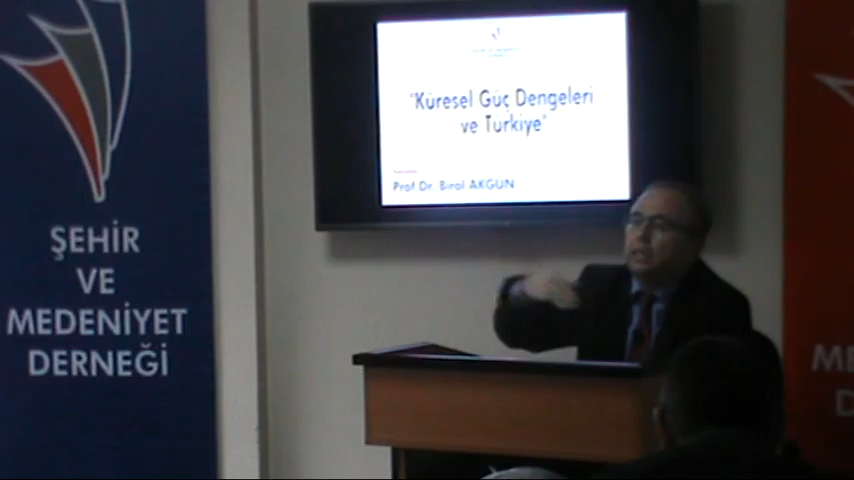 ŞEHİR
VE
MEDENİYET
DERNEĞİ
'Küresel Güç Dengeleri
ve Türkiye'
Prof. Dr. Birol AKGÜN
M
D